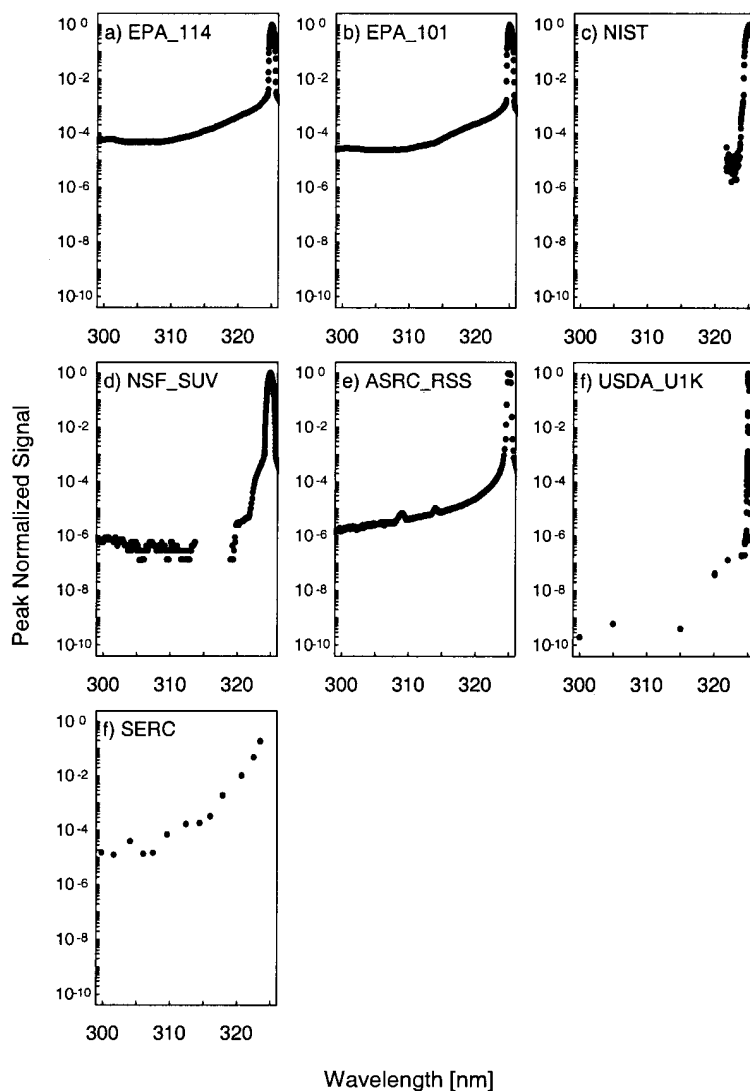 a) EPA_114
b) EPA_101
c) NIST
10⁰
10⁻²
10⁻⁴
10⁻⁶
10⁻⁸
10⁻¹⁰
10⁰
10⁻²
10⁻⁴
10⁻⁶
10⁻⁸
10⁻¹⁰
10⁰
10⁻²
10⁻⁴
10⁻⁶
10⁻⁸
10⁻¹⁰
300 310 320
300 310 320
300 310 320
d) NSF_SUV
e) ASRC_RSS
f) USDA_U1K
10⁰
10⁻²
10⁻⁴
10⁻⁶
10⁻⁸
10⁻¹⁰
10⁰
10⁻²
10⁻⁴
10⁻⁶
10⁻⁸
10⁻¹⁰
10⁰
10⁻²
10⁻⁴
10⁻⁶
10⁻⁸
10⁻¹⁰
300 310 320
300 310 320
300 310 320
Peak Normalized Signal
f) SERC
10⁰
10⁻²
10⁻⁴
10⁻⁶
10⁻⁸
10⁻¹⁰
300 310 320
Wavelength [nm]